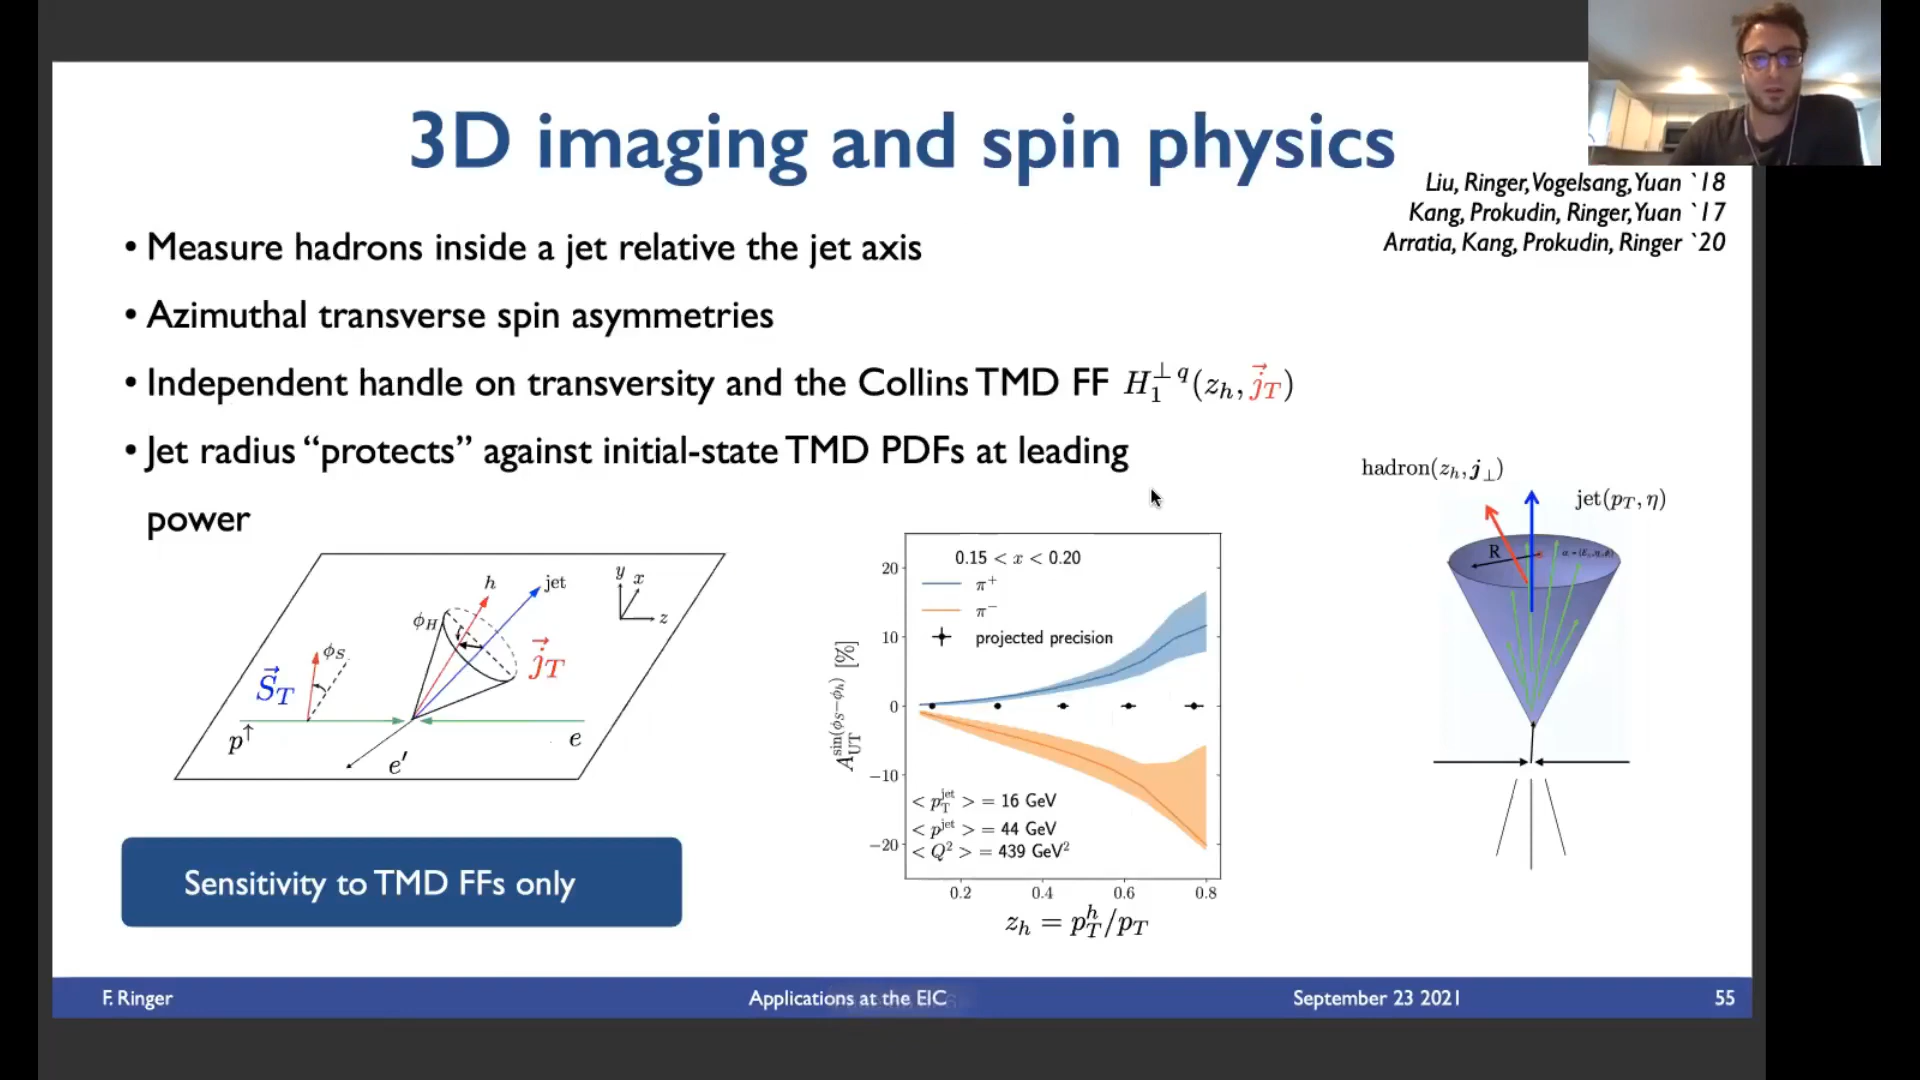 3D imaging and spin physics
Liu, Ringer, Vogelsang, Yuan `18
Kang, Prokudin, Ringer, Yuan `17
Arratia, Kang, Prokudin, Ringer `20
• Measure hadrons inside a jet relative the jet axis
• Azimuthal transverse spin asymmetries
• Independent handle on transversity and the Collins TMD FF H₁^{⊥ q}(z_h, j⃗_T)
• Jet radius “protects” against initial-state TMD PDFs at leading
power
h
jet
y x
z
ϕ_H
ϕ_S
S⃗_T
j⃗_T
p^↑
e
e′
0.15 < x < 0.20
π⁺
π⁻
projected precision
20
10
0
−10
−20
A_UT^{sin(ϕ_S−ϕ_h)} [%]
< p_T^jet > = 16 GeV
< p^jet > = 44 GeV
< Q² > = 439 GeV²
0.2 0.4 0.6 0.8
z_h = p_T^h/p_T
hadron(z_h, j_⊥)
jet(p_T, η)
R
Sensitivity to TMD FFs only
F. Ringer
Applications at the EIC
September 23 2021
55